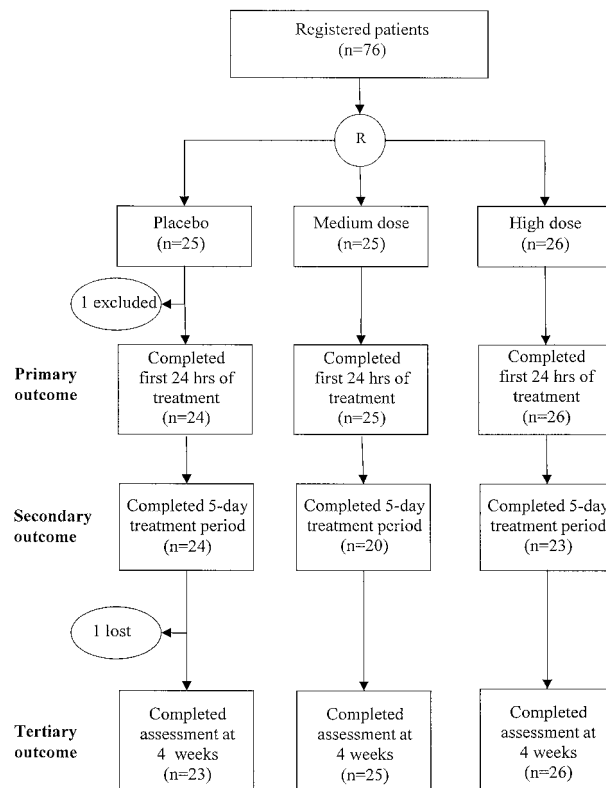 Registered patients
(n=76)
R
Placebo
(n=25)
Medium dose
(n=25)
High dose
(n=26)
1 excluded
Primary
outcome
Completed
first 24 hrs of
treatment
(n=24)
Completed
first 24 hrs of
treatment
(n=25)
Completed
first 24 hrs of
treatment
(n=26)
Secondary
outcome
Completed 5-day
treatment period
(n=24)
Completed 5-day
treatment period
(n=20)
Completed 5-day
treatment period
(n=23)
1 lost
Tertiary
outcome
Completed
assessment at
4 weeks
(n=23)
Completed
assessment at
4 weeks
(n=25)
Completed
assessment at
4 weeks
(n=26)